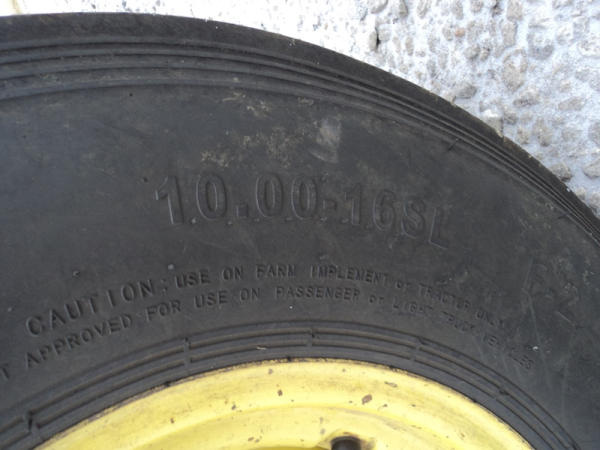 10.00-16SL
F-2
CAUTION: USE ON FARM IMPLEMENT or TRACTOR ONLY
APPROVED FOR USE ON PASSENGER or LIGHT TRUCK VEHICLES